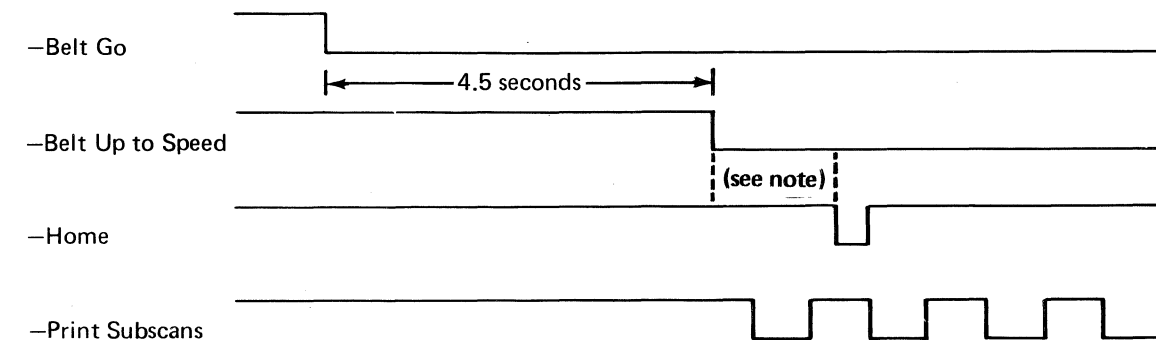 —Belt Go
4.5 seconds
—Belt Up to Speed
(see note)
—Home
—Print Subscans